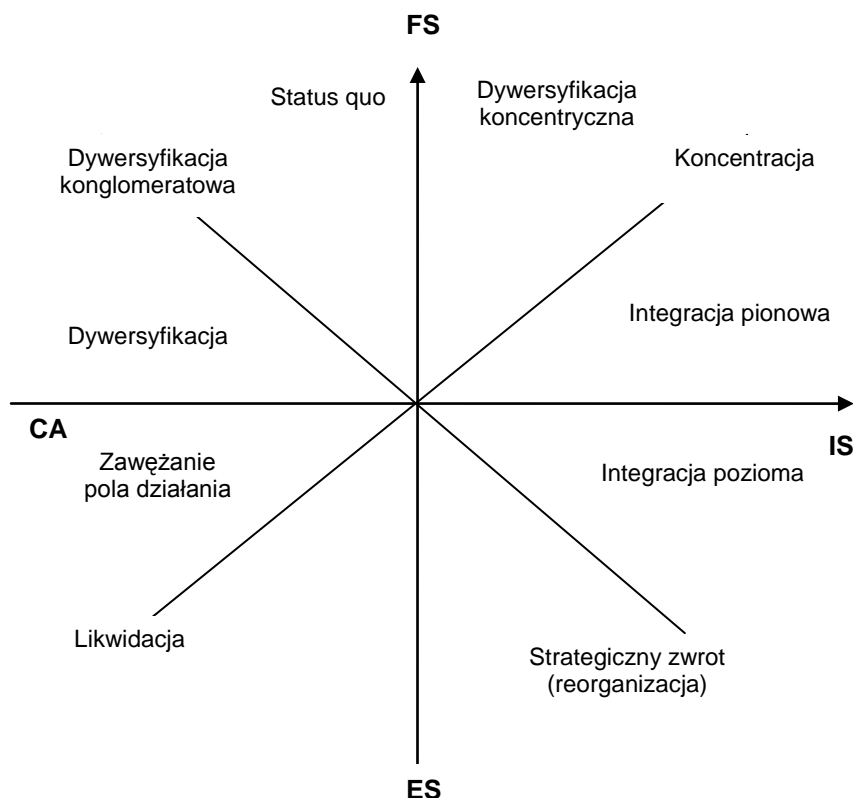 FS
Status quo
Dywersyfikacja
koncentryczna
Dywersyfikacja
konglomeratowa
Koncentracja
Integracja pionowa
Dywersyfikacja
CA
IS
Zawężanie
pola działania
Integracja pozioma
Likwidacja
Strategiczny zwrot
(reorganizacja)
ES